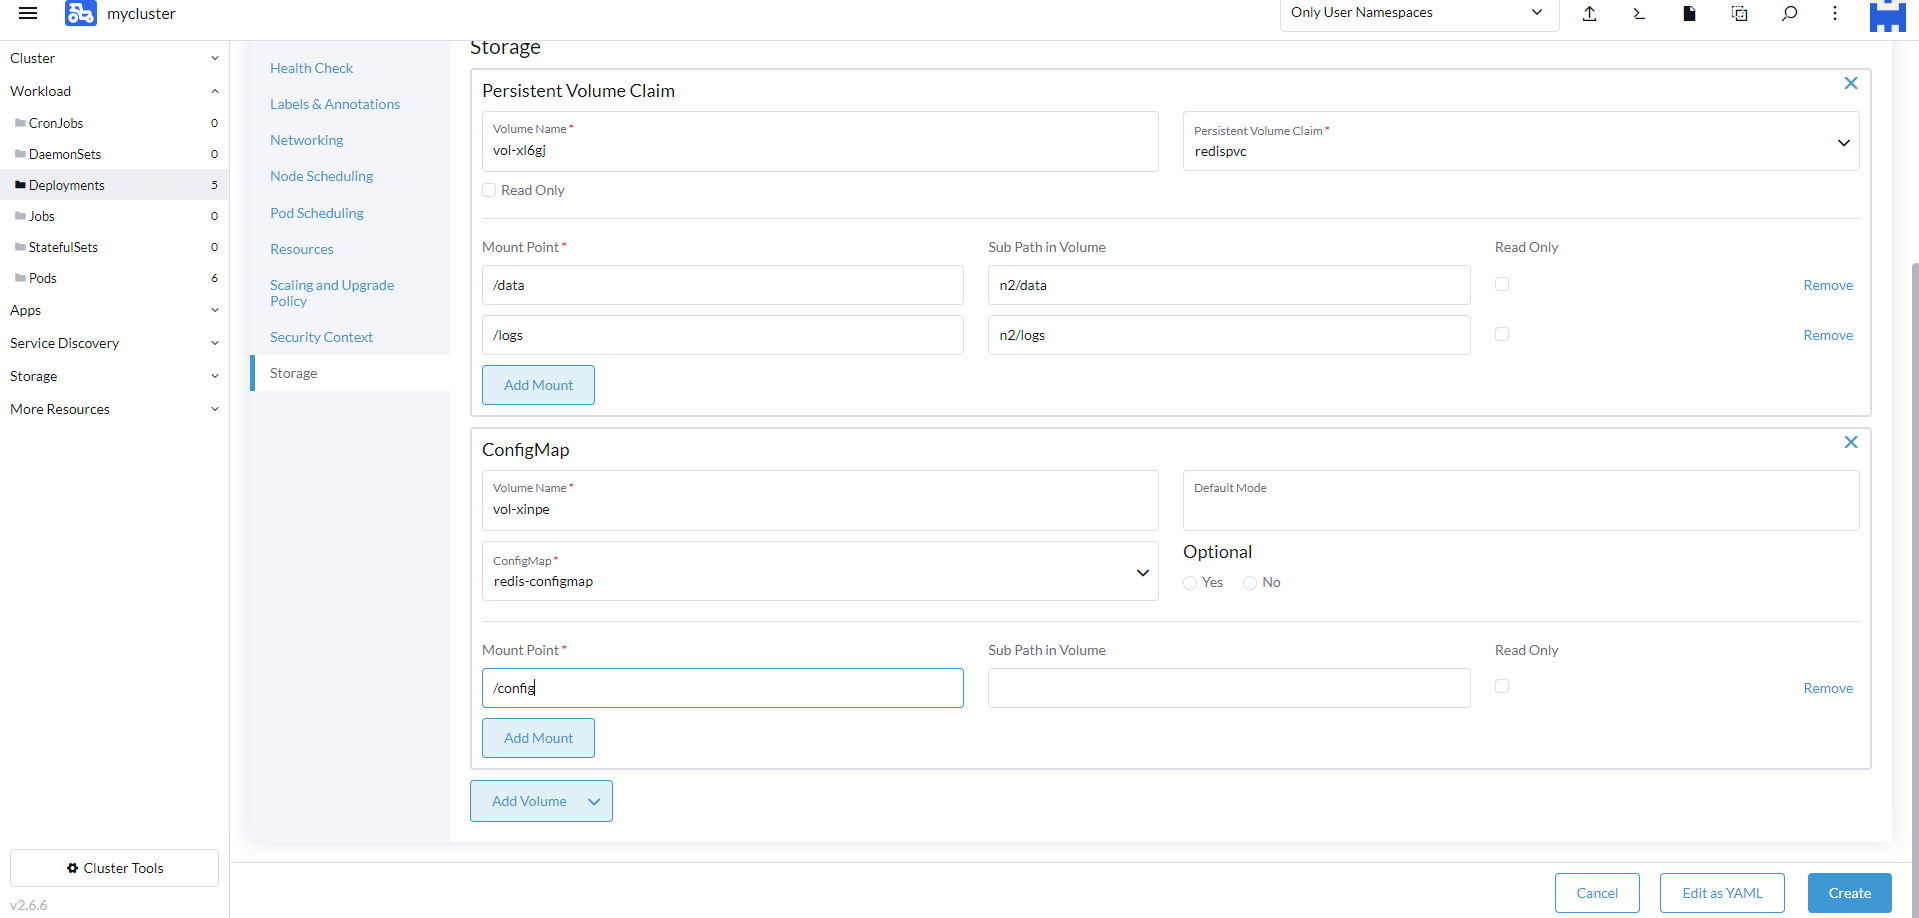 mycluster
Only User Namespaces
Cluster
Workload
CronJobs 0
DaemonSets 0
Deployments 5
Jobs 0
StatefulSets 0
Pods 6
Apps
Service Discovery
Storage
More Resources
Cluster Tools
v2.6.6
Health Check
Labels & Annotations
Networking
Node Scheduling
Pod Scheduling
Resources
Scaling and Upgrade
Policy
Security Context
Storage
Storage
Persistent Volume Claim
Volume Name *
vol-xl6gj
Persistent Volume Claim *
redispvc
Read Only
Mount Point * Sub Path in Volume Read Only
/data n2/data Remove
/logs n2/logs Remove
Add Mount
ConfigMap
Volume Name *
vol-xinpe
Default Mode
ConfigMap *
redis-configmap
Optional
Yes No
Mount Point * Sub Path in Volume Read Only
/config Remove
Add Mount
Add Volume
Cancel Edit as YAML Create